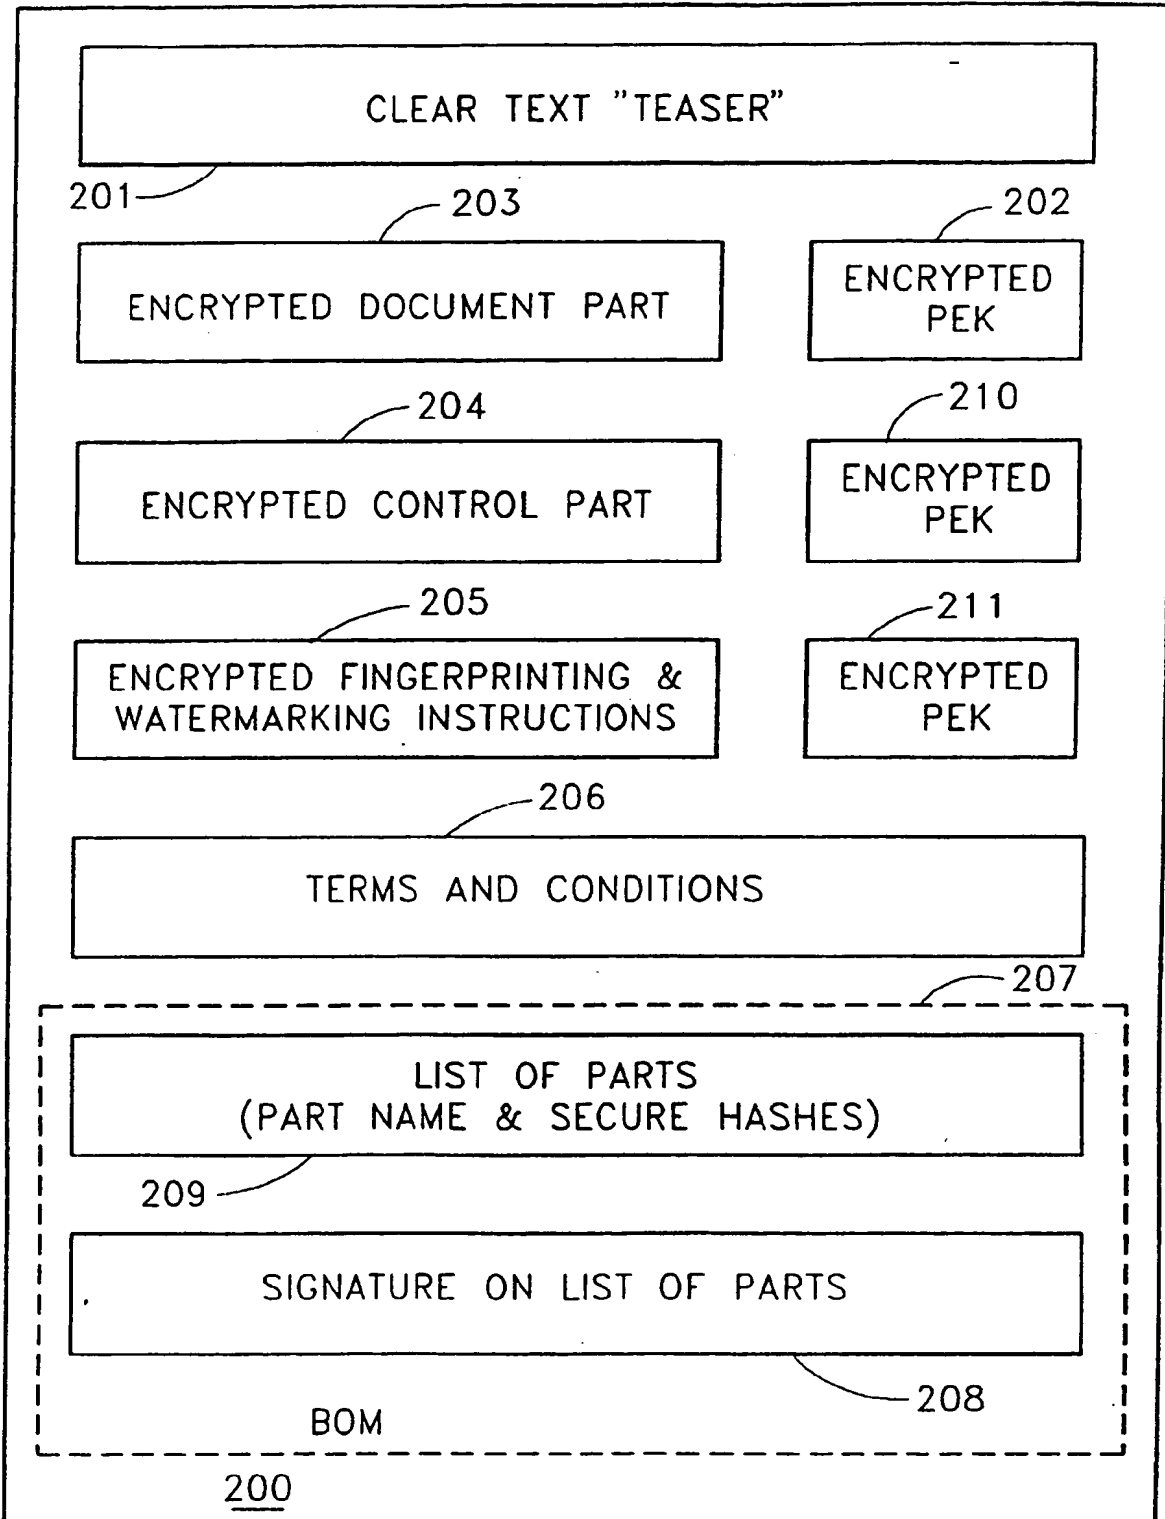 CLEAR TEXT "TEASER"
201
203
202
ENCRYPTED DOCUMENT PART
ENCRYPTED
PEK
204
210
ENCRYPTED CONTROL PART
ENCRYPTED
PEK
205
211
ENCRYPTED FINGERPRINTING &
WATERMARKING INSTRUCTIONS
ENCRYPTED
PEK
206
TERMS AND CONDITIONS
207
LIST OF PARTS
(PART NAME & SECURE HASHES)
209
SIGNATURE ON LIST OF PARTS
208
BOM
200